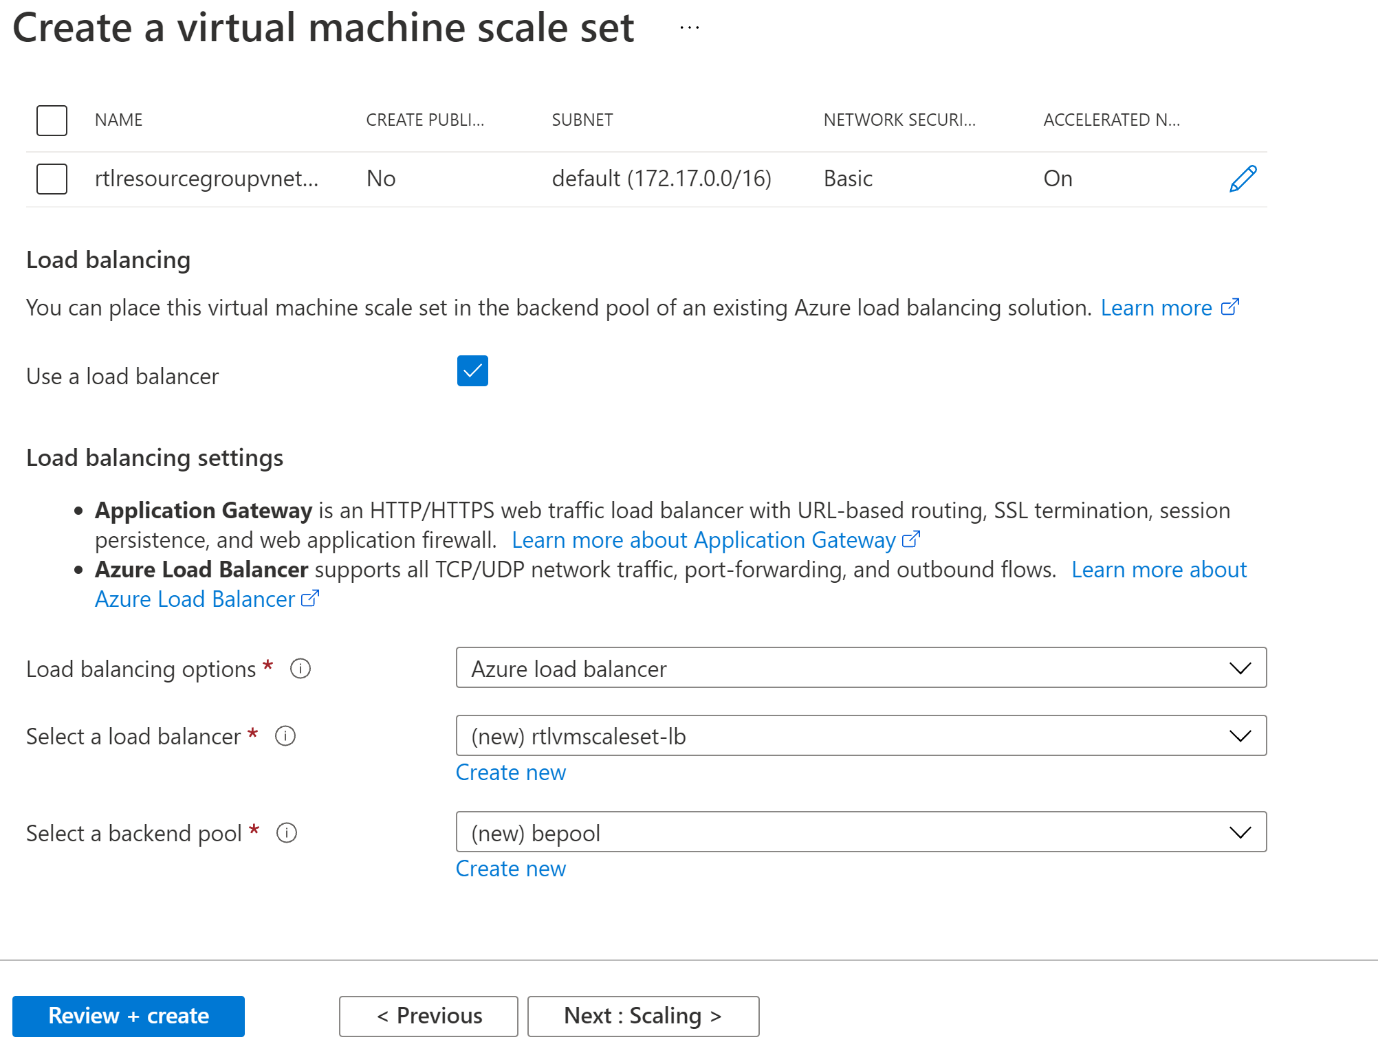 Create a virtual machine scale set ...
NAME CREATE PUBLI... SUBNET NETWORK SECURI... ACCELERATED N...
rtlresourcegroupvnet... No default (172.17.0.0/16) Basic On
Load balancing
You can place this virtual machine scale set in the backend pool of an existing Azure load balancing solution. Learn more
Use a load balancer
Load balancing settings
• Application Gateway is an HTTP/HTTPS web traffic load balancer with URL-based routing, SSL termination, session
persistence, and web application firewall. Learn more about Application Gateway
• Azure Load Balancer supports all TCP/UDP network traffic, port-forwarding, and outbound flows. Learn more about
Azure Load Balancer
Load balancing options * Azure load balancer
Select a load balancer * (new) rtlvmscaleset-lb
Create new
Select a backend pool * (new) bepool
Create new
Review + create < Previous Next : Scaling >